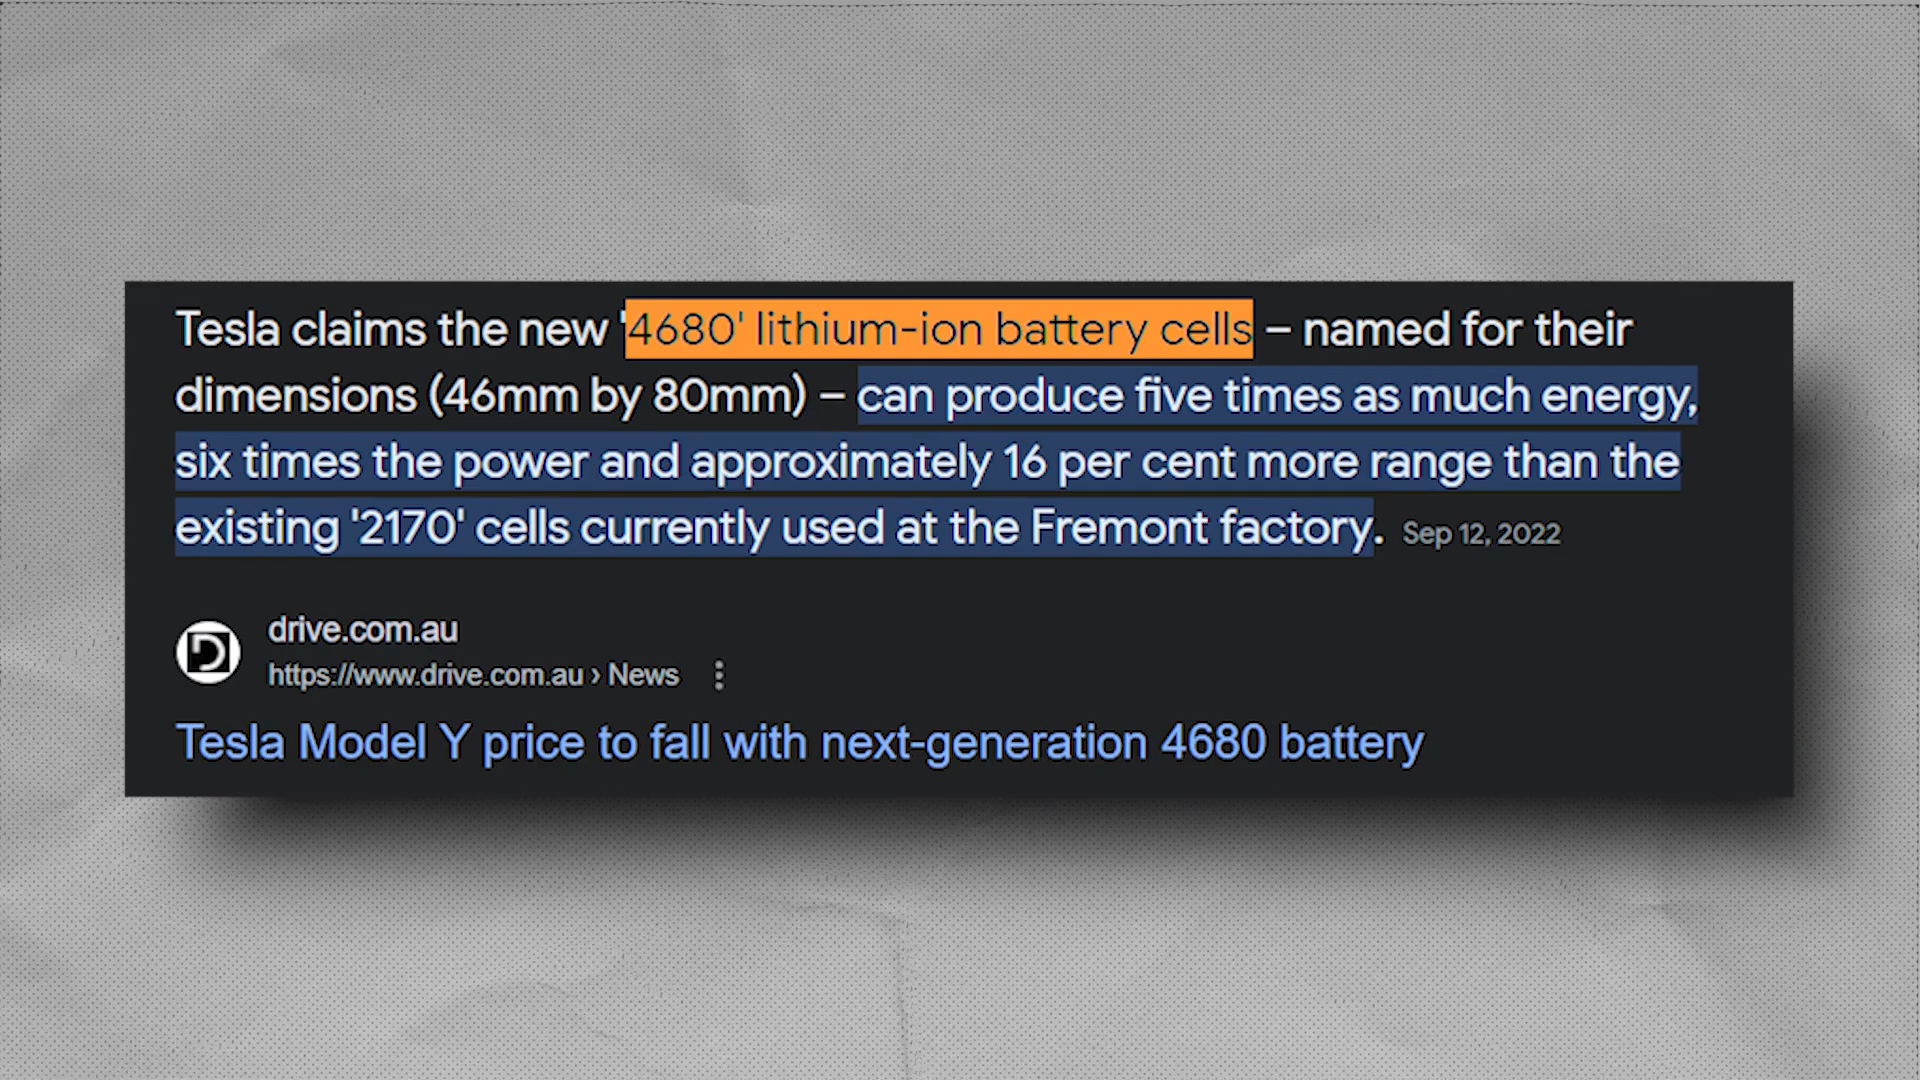 Tesla claims the new '4680' lithium-ion battery cells – named for their
dimensions (46mm by 80mm) – can produce five times as much energy,
six times the power and approximately 16 per cent more range than the
existing '2170' cells currently used at the Fremont factory. Sep 12, 2022
D
drive.com.au
https://www.drive.com.au › News
Tesla Model Y price to fall with next-generation 4680 battery